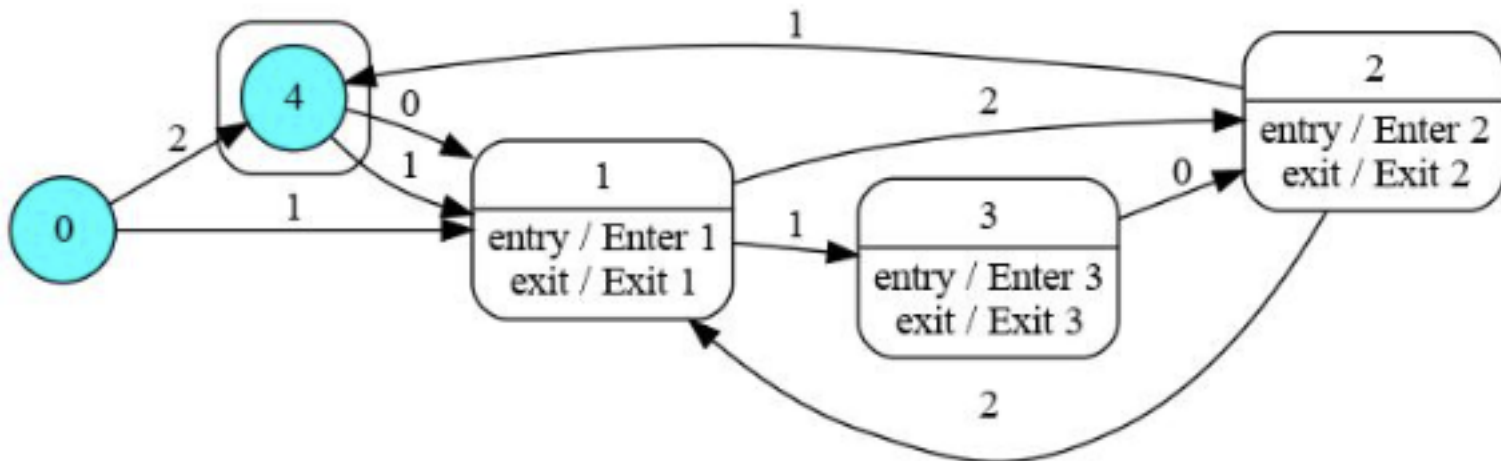 1
2
4
0
2
entry / Enter 2
exit / Exit 2
2
1
1
0
0
1
1
3
entry / Enter 1
exit / Exit 1
entry / Enter 3
exit / Exit 3
2